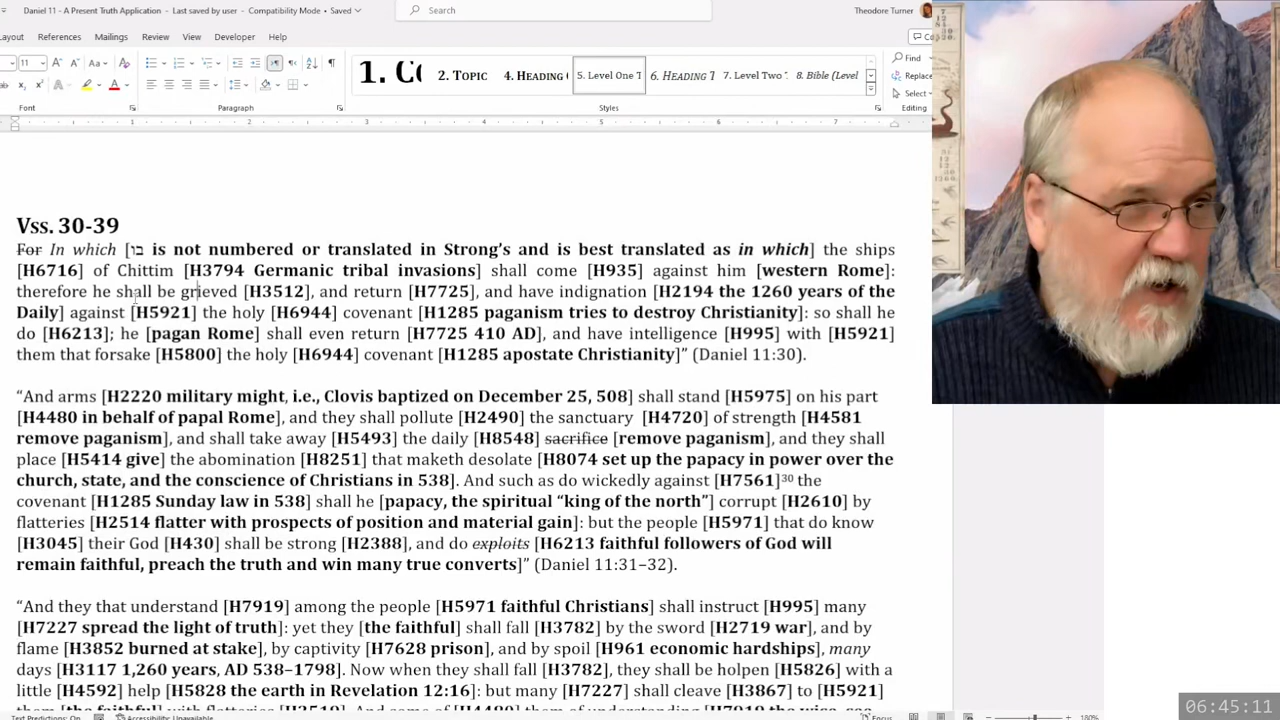 Daniel 11 - A Present Truth Application • Last saved by user - Compatibility Mode • Saved
Search
Theodore Turner
Layout References Mailings Review View Developer Help
11
Aa
1. Co
2. Topic
4. Heading
5. Level One T
6. Heading T
7. Level Two
8. Bible (Level
Find
Replace
Select
Font Paragraph Styles Editing
1 2 3 4 5 6 7
Vss. 30-39
For In which [בו is not numbered or translated in Strong's and is best translated as in which] the ships
[H6716] of Chittim [H3794 Germanic tribal invasions] shall come [H935] against him [western Rome]:
therefore he shall be grieved [H3512], and return [H7725], and have indignation [H2194 the 1260 years of the
Daily] against [H5921] the holy [H6944] covenant [H1285 paganism tries to destroy Christianity]: so shall he
do [H6213]; he [pagan Rome] shall even return [H7725 410 AD], and have intelligence [H995] with [H5921]
them that forsake [H5800] the holy [H6944] covenant [H1285 apostate Christianity]” (Daniel 11:30).
“And arms [H2220 military might, i.e., Clovis baptized on December 25, 508] shall stand [H5975] on his part
[H4480 in behalf of papal Rome], and they shall pollute [H2490] the sanctuary [H4720] of strength [H4581
remove paganism], and shall take away [H5493] the daily [H8548] sacrifice [remove paganism], and they shall
place [H5414 give] the abomination [H8251] that maketh desolate [H8074 set up the papacy in power over the
church, state, and the conscience of Christians in 538]. And such as do wickedly against [H7561]30 the
covenant [H1285 Sunday law in 538] shall he [papacy, the spiritual “king of the north”] corrupt [H2610] by
flatteries [H2514 flatter with prospects of position and material gain]: but the people [H5971] that do know
[H3045] their God [H430] shall be strong [H2388], and do exploits [H6213 faithful followers of God will
remain faithful, preach the truth and win many true converts]” (Daniel 11:31–32).
“And they that understand [H7919] among the people [H5971 faithful Christians] shall instruct [H995] many
[H7227 spread the light of truth]: yet they [the faithful] shall fall [H3782] by the sword [H2719 war], and by
flame [H3852 burned at stake], by captivity [H7628 prison], and by spoil [H961 economic hardships], many
days [H3117 1,260 years, AD 538–1798]. Now when they shall fall [H3782], they shall be holpen [H5826] with a
little [H4592] help [H5828 the earth in Revelation 12:16]: but many [H7227] shall cleave [H3867] to [H5921]
06:45:11
Text Predictions: On Accessibility: Unavailable Focus 180%